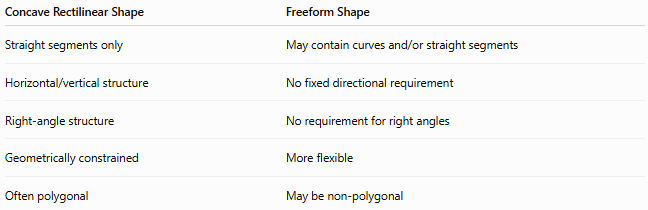 Concave Rectilinear Shape Freeform Shape
Straight segments only May contain curves and/or straight segments
Horizontal/vertical structure No fixed directional requirement
Right-angle structure No requirement for right angles
Geometrically constrained More flexible
Often polygonal May be non-polygonal